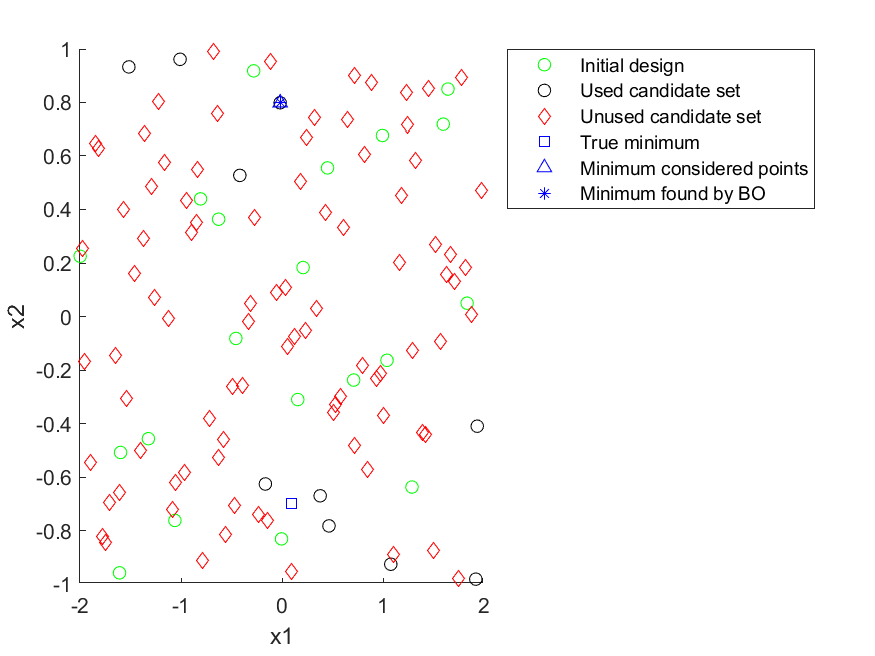 1
0.8
0.6
0.4
0.2
0
-0.2
-0.4
-0.6
-0.8
-1
x2
-2
-1
0
1
2
x1
Initial design
Used candidate set
Unused candidate set
True minimum
Minimum considered points
Minimum found by BO